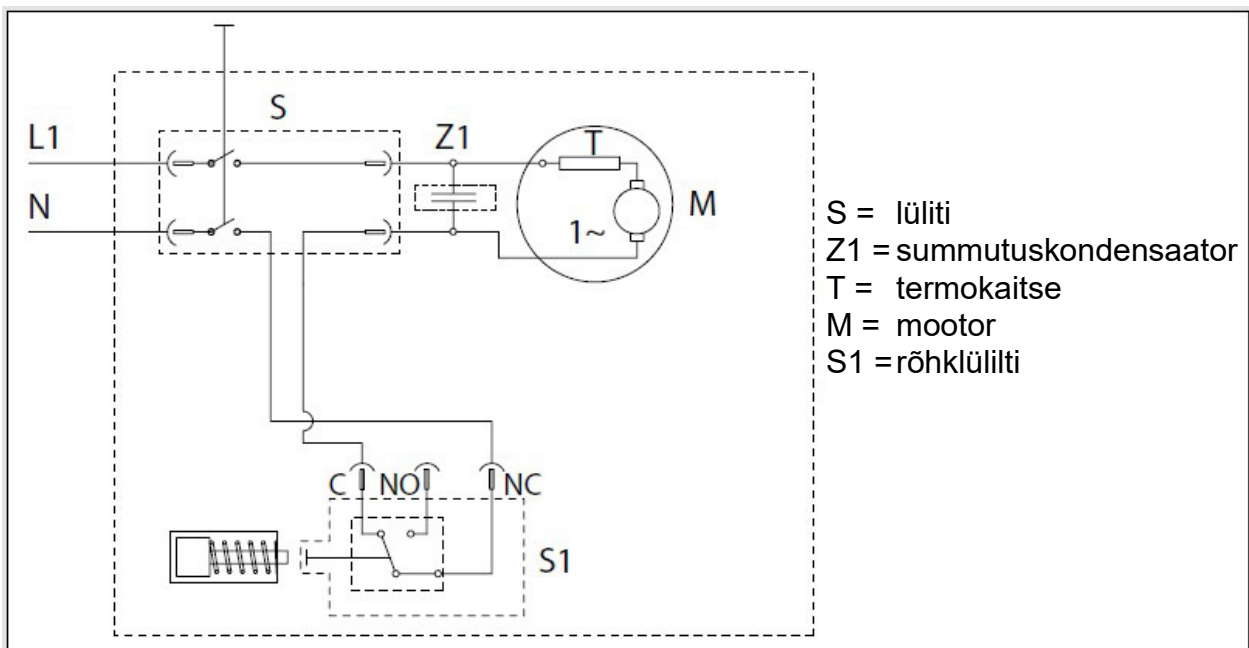 S
L1
Z1
T
N
M
1~
S = lüliti
Z1 = summutuskondensaator
T = termokaitse
M = mootor
S1 = rõhklülilti
C NO NC
S1